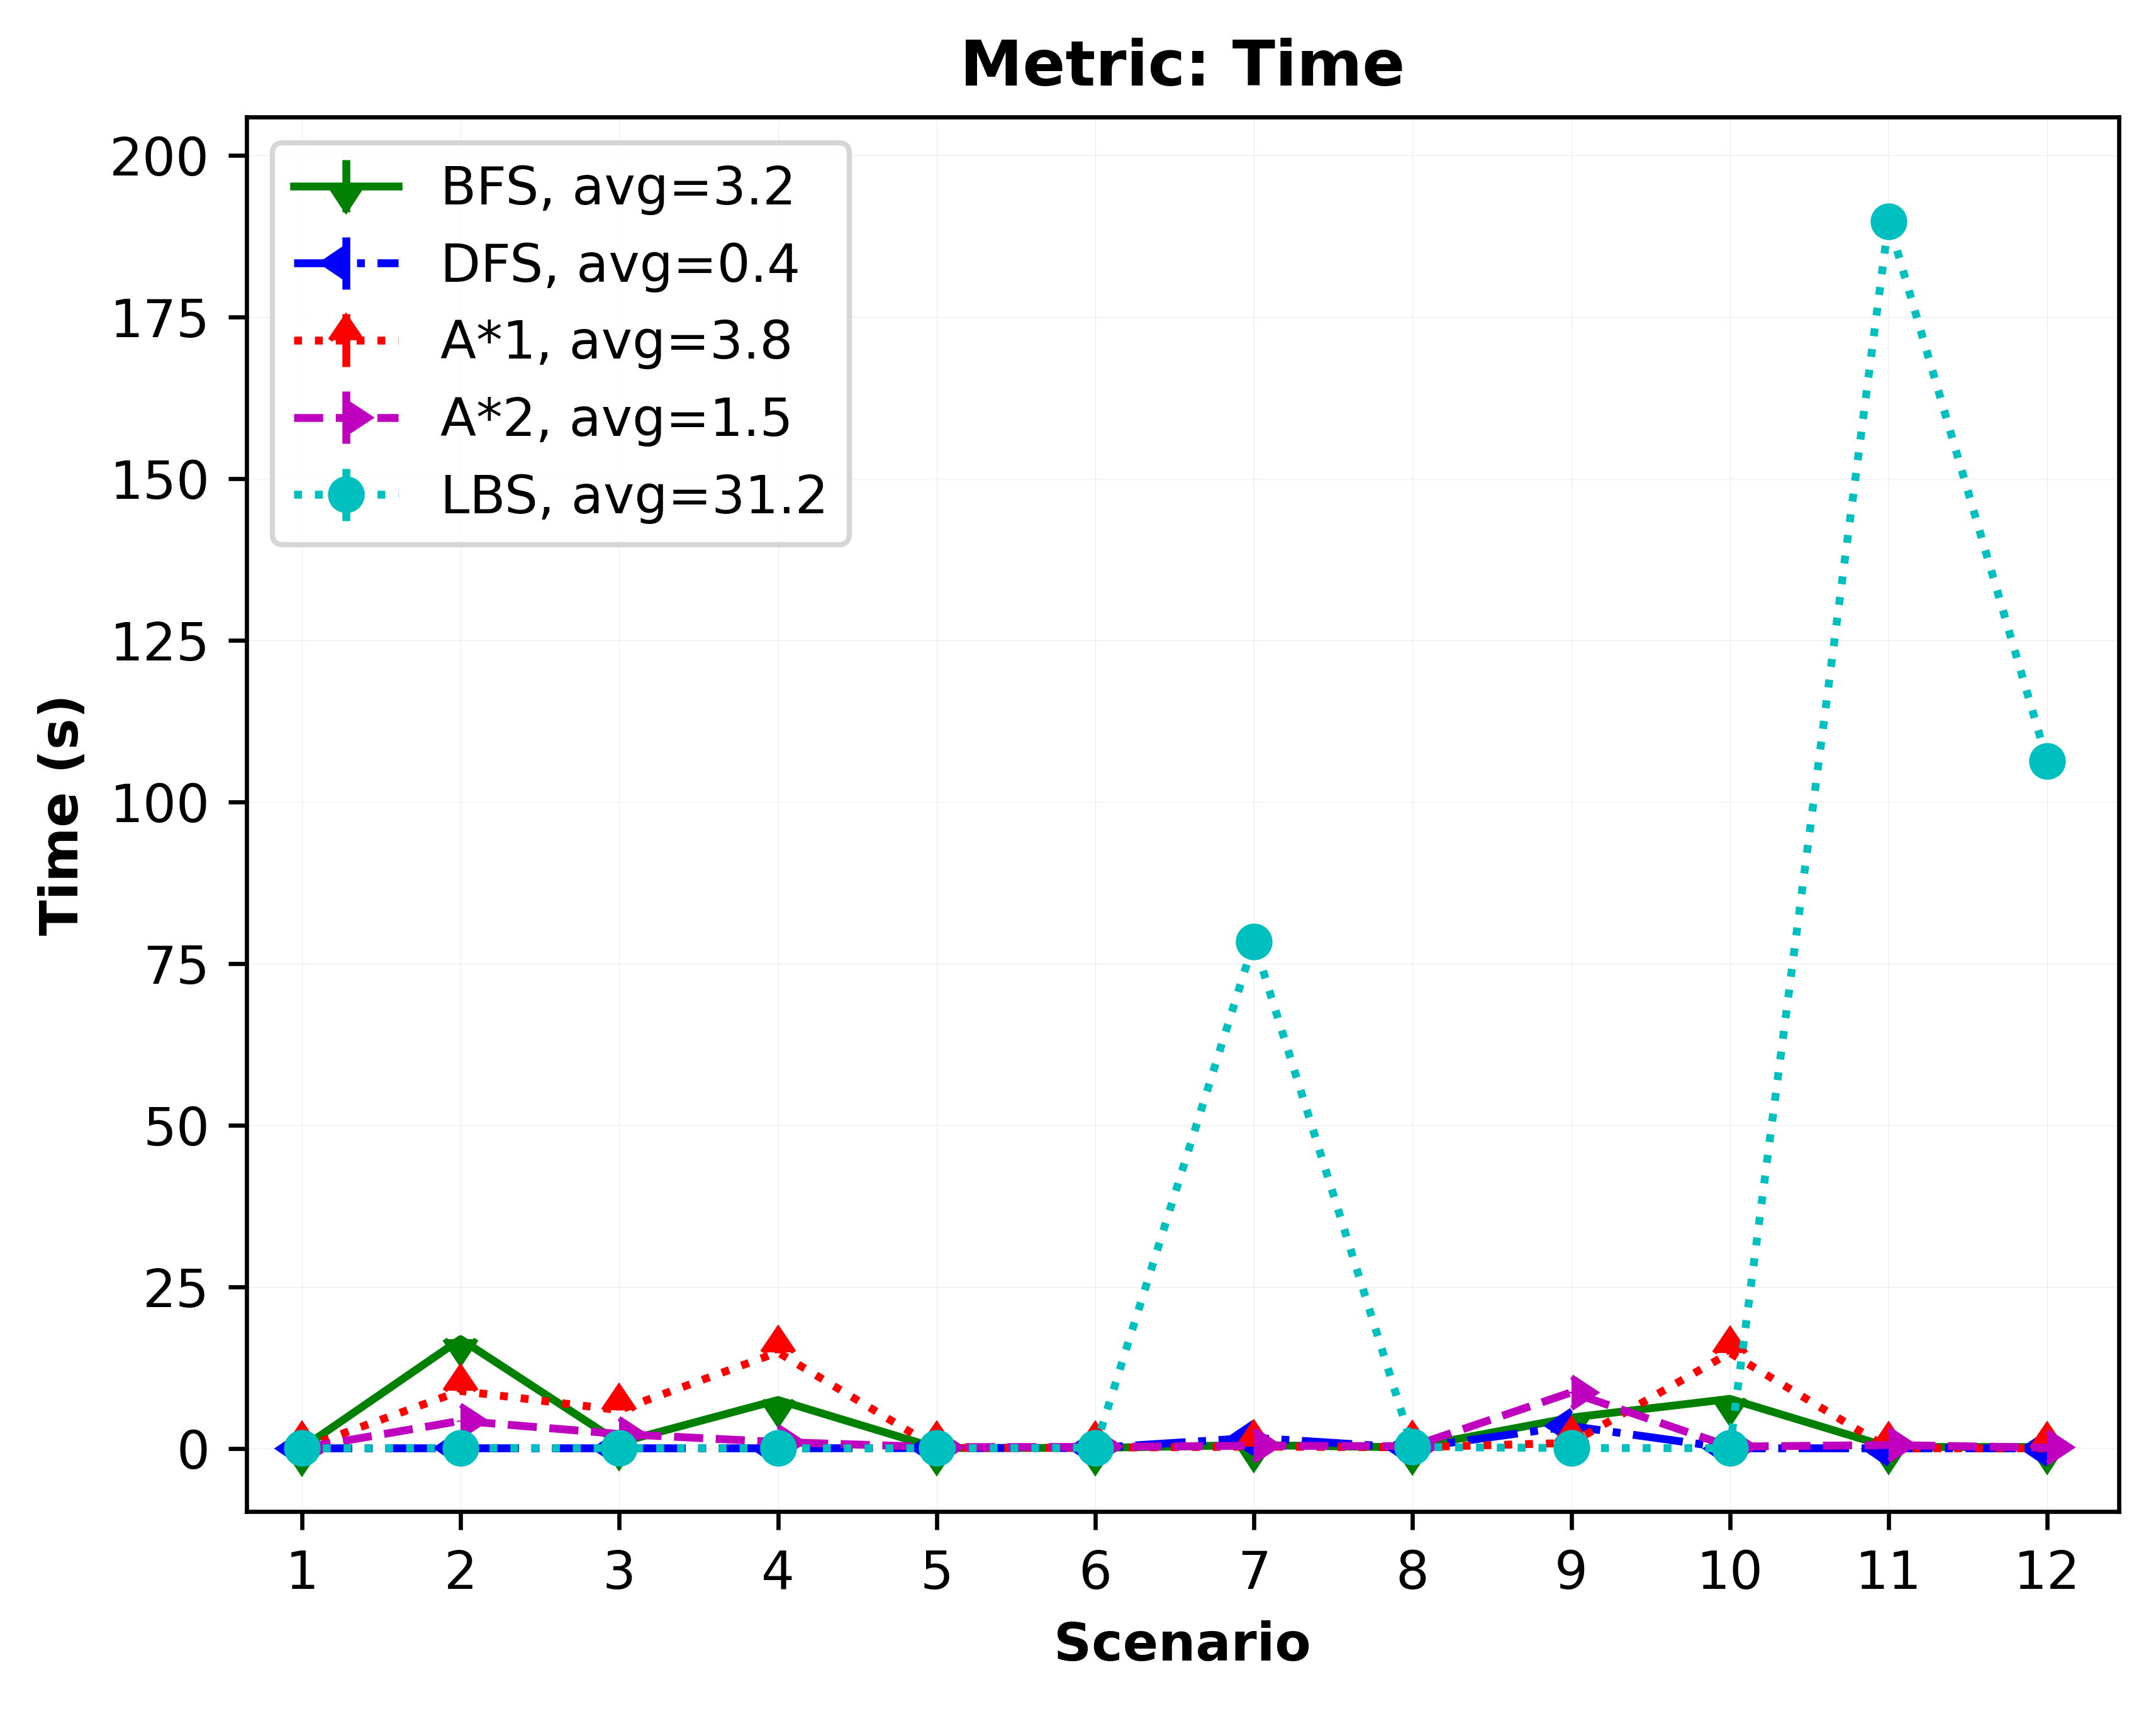 Metric: Time
200
175
150
125
100
75
50
25
0
Time (s)
BFS, avg=3.2
DFS, avg=0.4
A*1, avg=3.8
A*2, avg=1.5
LBS, avg=31.2
1 2 3 4 5 6 7 8 9 10 11 12
Scenario